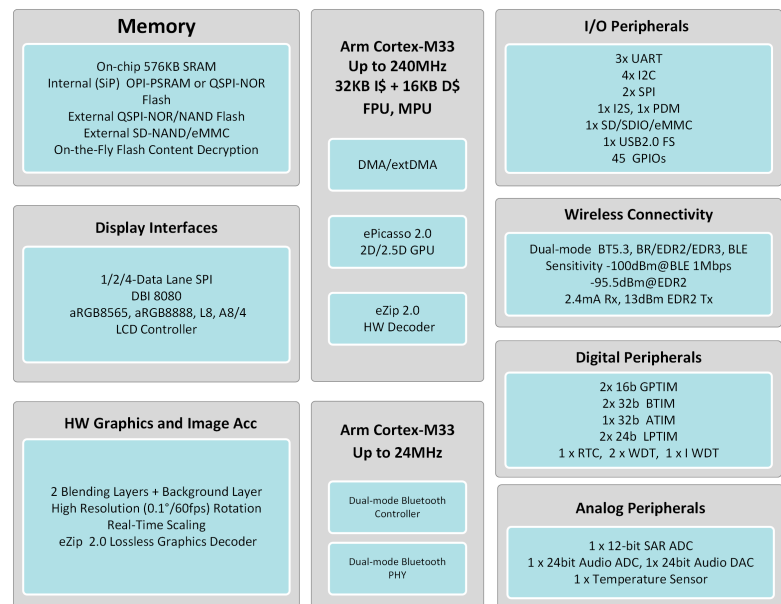 Memory
On-chip 576KB SRAM
Internal (SiP) OPI-PSRAM or QSPI-NOR
Flash
External QSPI-NOR/NAND Flash
External SD-NAND/eMMC
On-the-Fly Flash Content Decryption
Display Interfaces
1/2/4-Data Lane SPI
DBI 8080
aRGB8565, aRGB8888, L8, A8/4
LCD Controller
HW Graphics and Image Acc
2 Blending Layers + Background Layer
High Resolution (0.1°/60fps) Rotation
Real-Time Scaling
eZip 2.0 Lossless Graphics Decoder
Arm Cortex-M33
Up to 240MHz
32KB I$ + 16KB D$
FPU, MPU
DMA/extDMA
ePicasso 2.0
2D/2.5D GPU
eZip 2.0
HW Decoder
Arm Cortex-M33
Up to 24MHz
Dual-mode Bluetooth
Controller
Dual-mode Bluetooth
PHY
I/O Peripherals
3x UART
4x I2C
2x SPI
1x I2S, 1x PDM
1x SD/SDIO/eMMC
1x USB2.0 FS
45 GPIOs
Wireless Connectivity
Dual-mode BT5.3, BR/EDR2/EDR3, BLE
Sensitivity -100dBm@BLE 1Mbps
-95.5dBm@EDR2
2.4mA Rx, 13dBm EDR2 Tx
Digital Peripherals
2x 16b GPTIM
2x 32b BTIM
1x 32b ATIM
2x 24b LPTIM
1 x RTC, 2 x WDT, 1 x I WDT
Analog Peripherals
1 x 12-bit SAR ADC
1 x 24bit Audio ADC, 1x 24bit Audio DAC
1 x Temperature Sensor